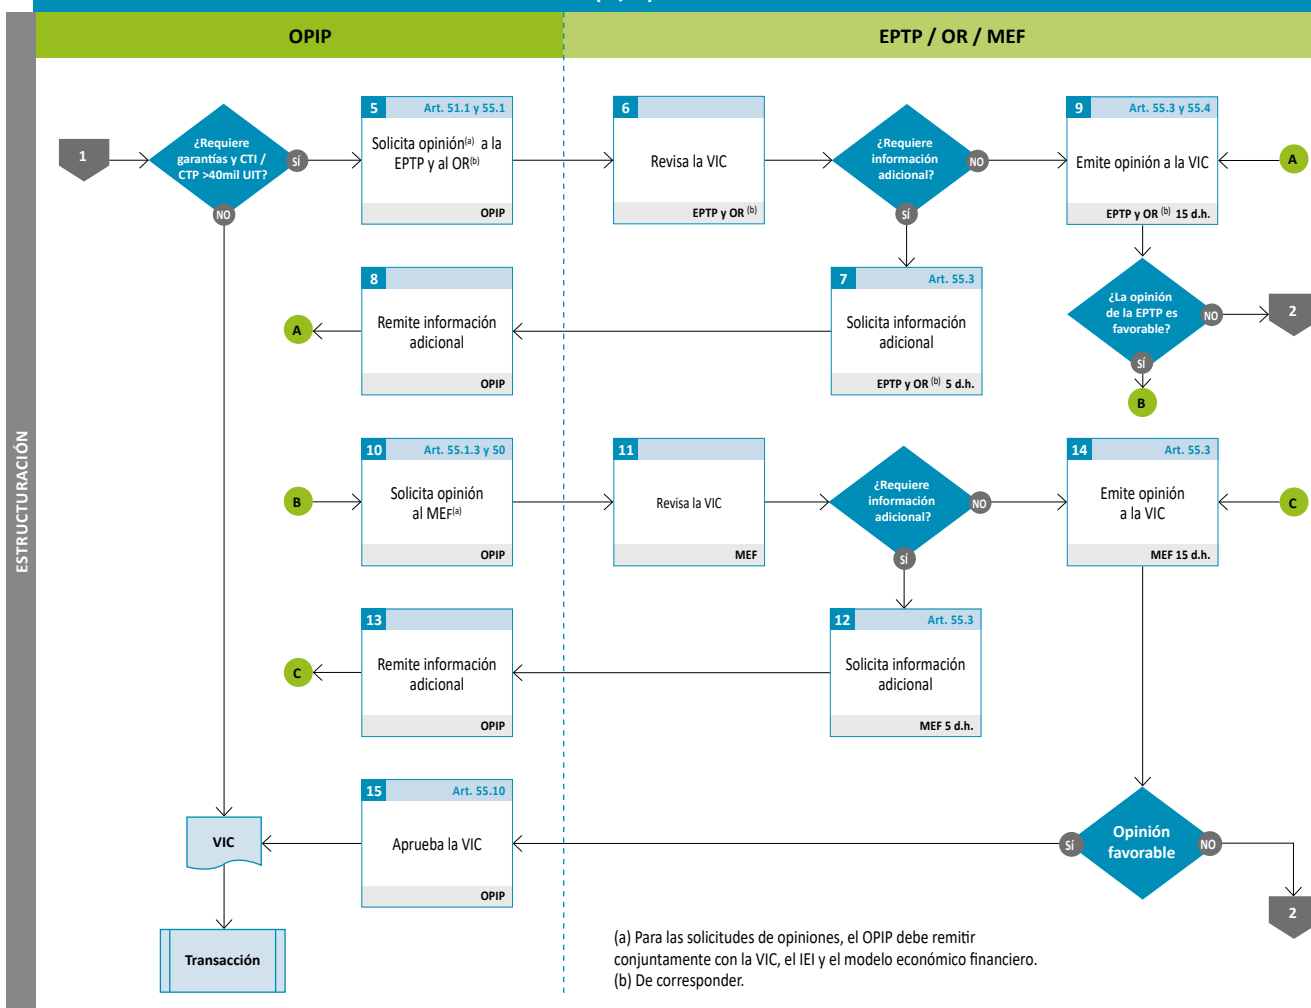 OPIP
EPTP / OR / MEF
ESTRUCTURACIÓN
1
¿Requiere
garantías y CTI /
CTP >40mil UIT?
SÍ
NO
5
Art. 51.1 y 55.1
Solicita opinión(a) a la
EPTP y al OR(b)
OPIP
6
Revisa la VIC
EPTP y OR (b)
¿Requiere
información
adicional?
NO
SÍ
9
Art. 55.3 y 55.4
Emite opinión a la VIC
EPTP y OR (b) 15 d.h.
A
8
Remite información
adicional
OPIP
A
7
Art. 55.3
Solicita información
adicional
EPTP y OR (b) 5 d.h.
¿La opinión
de la EPTP es
favorable?
NO
2
SÍ
B
B
10
Art. 55.1.3 y 50
Solicita opinión
al MEF(a)
OPIP
11
Revisa la VIC
MEF
¿Requiere
información
adicional?
NO
SÍ
14
Art. 55.3
Emite opinión
a la VIC
MEF 15 d.h.
C
C
13
Remite información
adicional
OPIP
12
Art. 55.3
Solicita información
adicional
MEF 5 d.h.
VIC
15
Art. 55.10
Aprueba la VIC
OPIP
Sí
Opinión
favorable
NO
2
Transacción
(a) Para las solicitudes de opiniones, el OPIP debe remitir
conjuntamente con la VIC, el IEI y el modelo económico financiero.
(b) De corresponder.